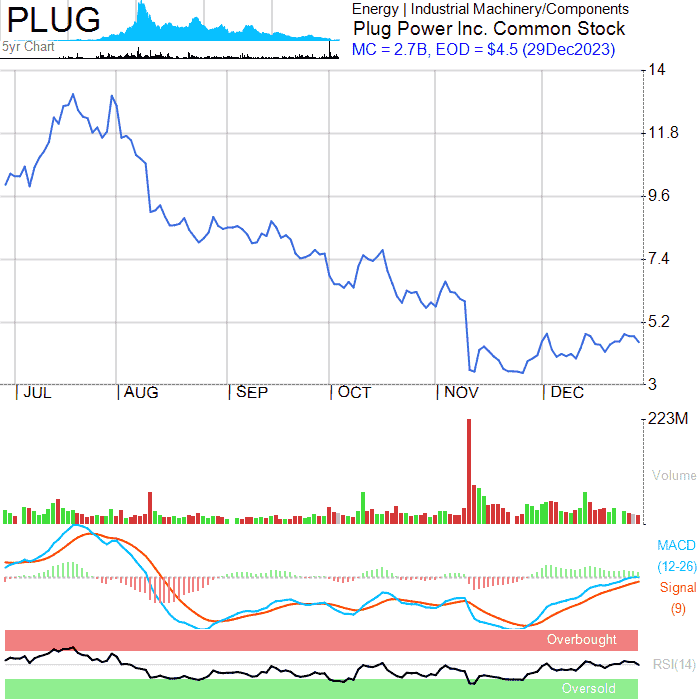 PLUG
5yr Chart
Energy | Industrial Machinery/Components
Plug Power Inc. Common Stock
MC = 2.7B, EOD = $4.5 (29Dec2023)
14
11.8
9.6
7.4
5.2
3
| JUL | AUG | SEP | OCT | NOV | DEC
223M
Volume
MACD
(12-26)
Signal
(9)
Overbought
RSI(14)
Oversold